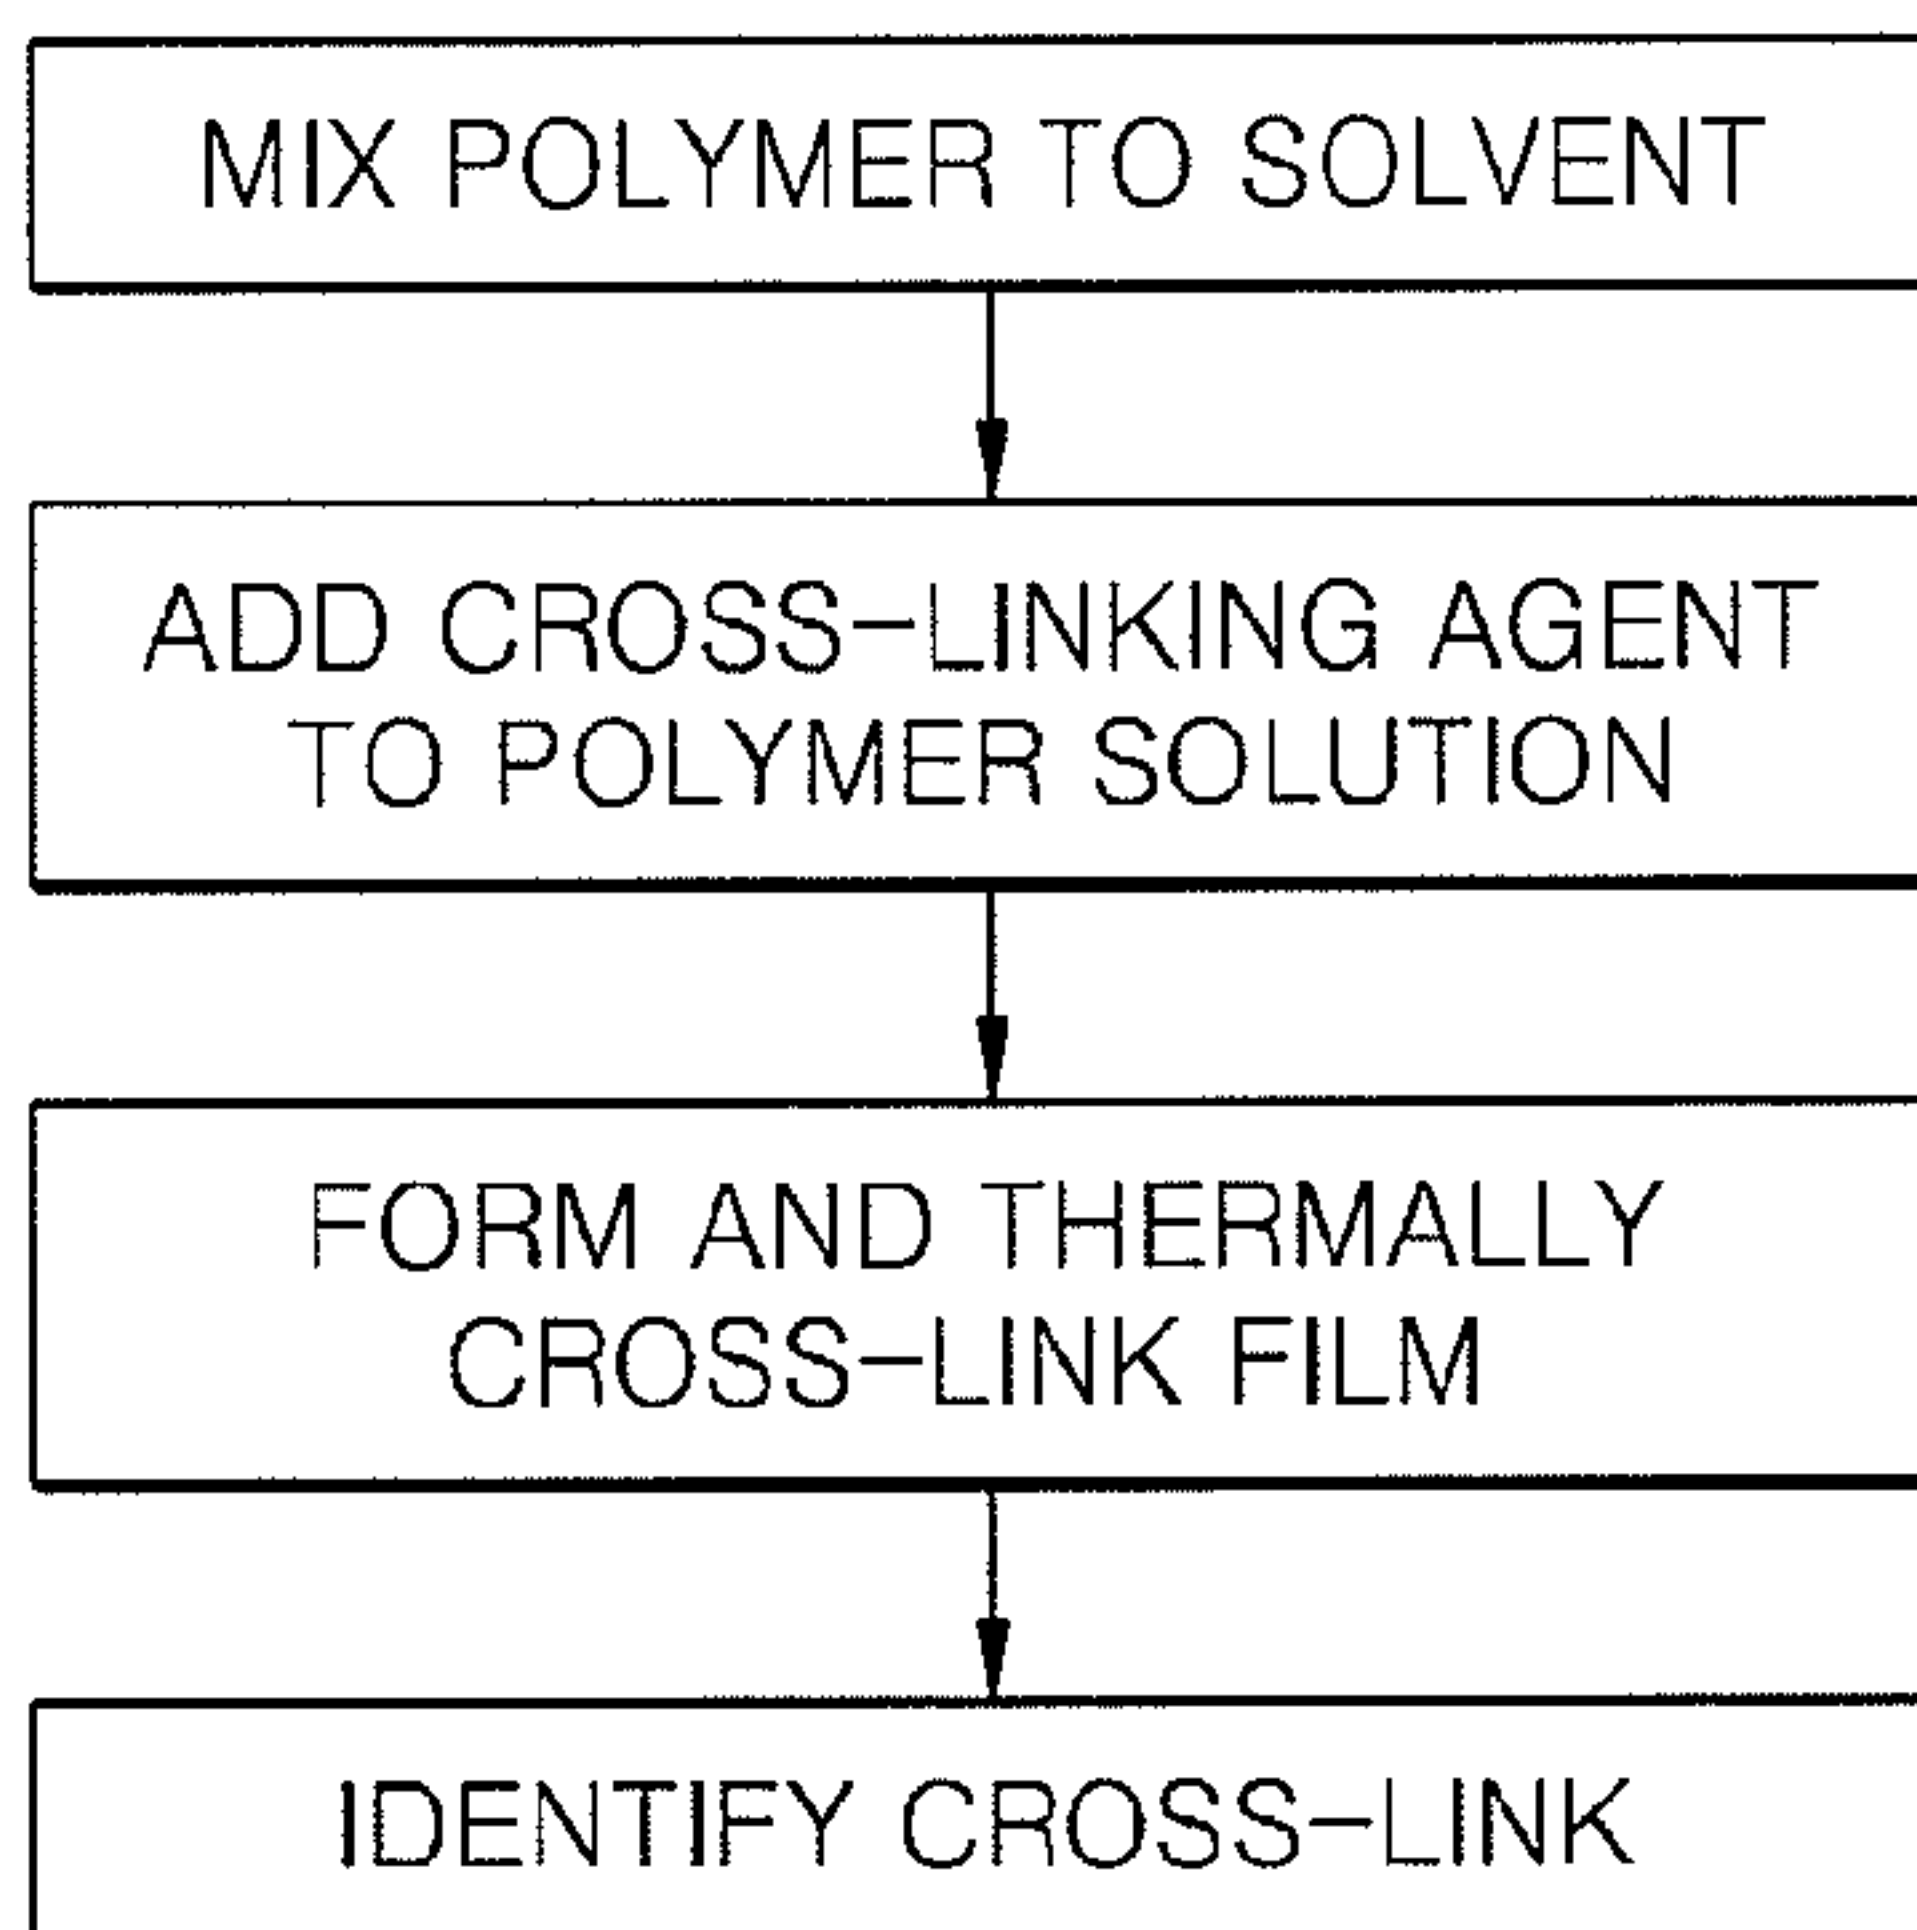 MIX POLYMER TO SOLVENT
ADD CROSS-LINKING AGENT
TO POLYMER SOLUTION
FORM AND THERMALLY
CROSS-LINK FILM
IDENTIFY CROSS-LINK